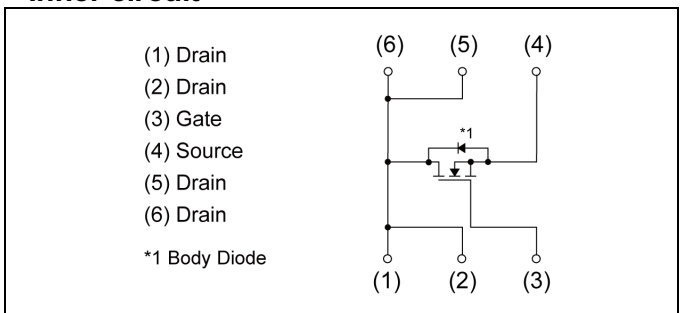 (1) Drain
(2) Drain
(3) Gate
(4) Source
(5) Drain
(6) Drain
*1 Body Diode
(6) (5) (4)
*1
(1) (2) (3)